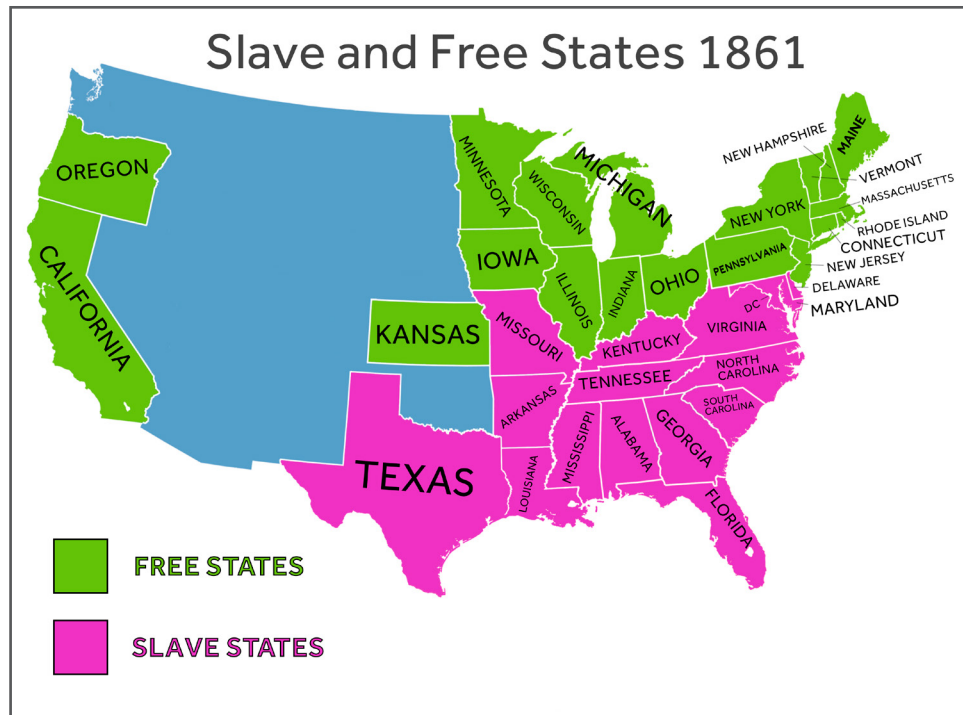 Slave and Free States 1861
OREGON
CALIFORNIA
MINNESOTA
WISCONSIN
MICHIGAN
IOWA
ILLINOIS
INDIANA
OHIO
KANSAS
MISSOURI
KENTUCKY
TENNESSEE
ARKANSAS
TEXAS
LOUISIANA
MISSISSIPPI
ALABAMA
GEORGIA
FLORIDA
SOUTH
CAROLINA
NORTH
CAROLINA
VIRGINIA
DC
PENNSYLVANIA
NEW YORK
NEW HAMPSHIRE
MAINE
VERMONT
MASSACHUSETTS
RHODE ISLAND
CONNECTICUT
NEW JERSEY
DELAWARE
MARYLAND
FREE STATES
SLAVE STATES